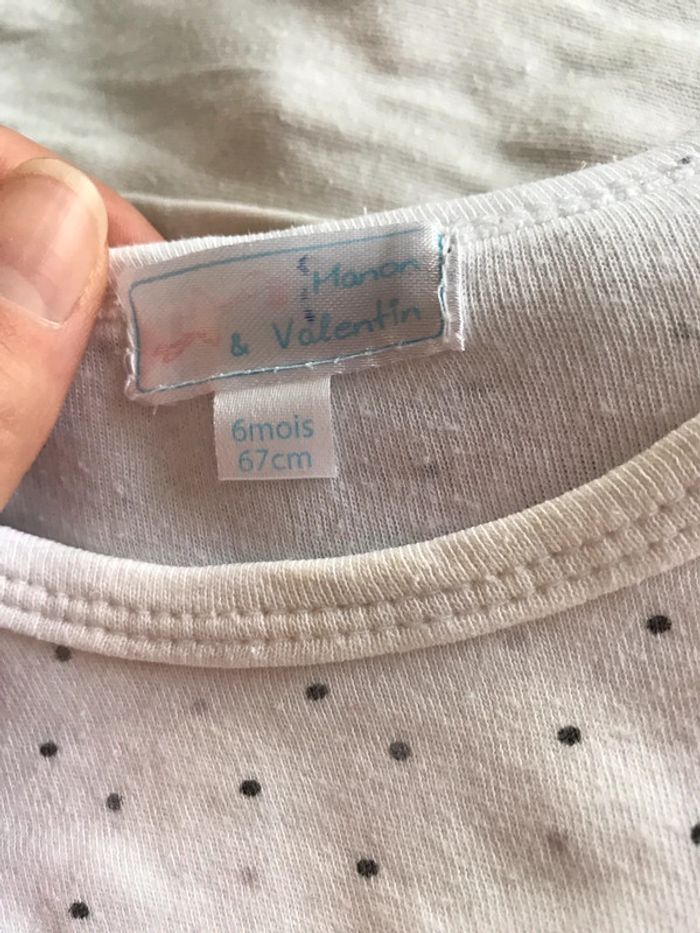 Manon
& Valentin
6mois
67cm